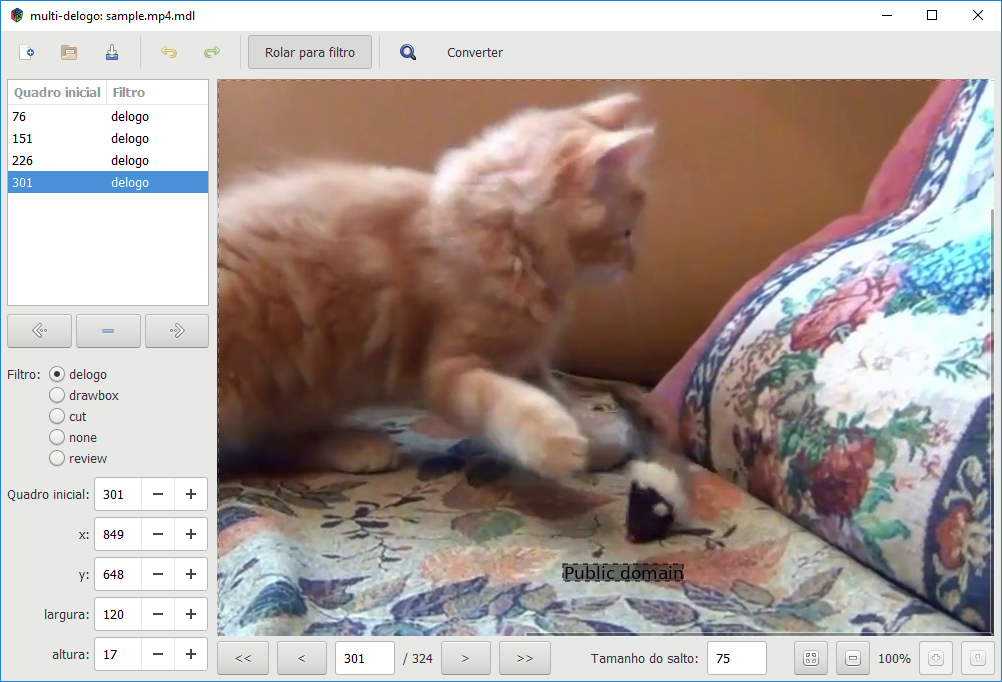 multi-delogo: sample.mp4.mdl
Rolar para filtro
Converter
Quadro inicial Filtro
76 delogo
151 delogo
226 delogo
301 delogo
Filtro: delogo
drawbox
cut
none
review
Quadro inicial: 301
x: 849
y: 648
largura: 120
altura: 17
Public domain
<< < 301 / 324 > >> Tamanho do salto: 75 100%